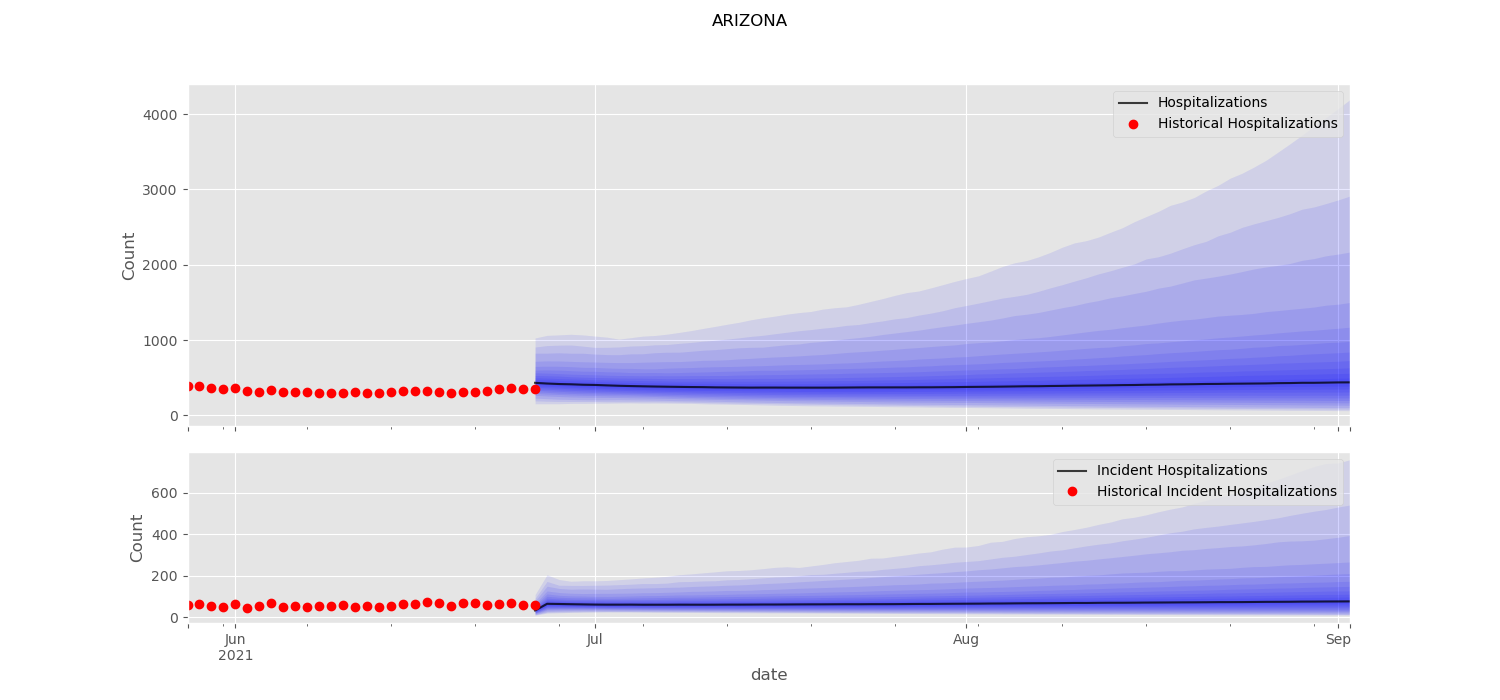 ARIZONA
Hospitalizations
Historical Hospitalizations
Count
4000
3000
2000
1000
0
Incident Hospitalizations
Historical Incident Hospitalizations
Count
600
400
200
0
Jun
2021
Jul
Aug
Sep
date